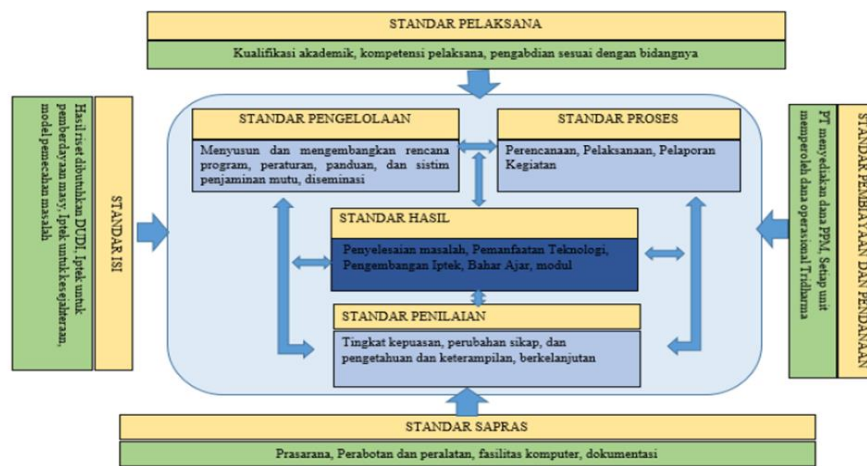 STANDAR PELAKSANA
Kualifikasi akademik, kompetensi pelaksana, pengabdian sesuai dengan bidangnya
STANDAR ISI
Hasil riset dibutuhkan DUDI, Iptek untuk
pemberdayaan masy, Iptek untuk kesejahteraan,
model pemecahan masalah
STANDAR PENGELOLAAN
Menyusun dan mengembangkan rencana
program, peraturan, panduan, dan sistim
penjaminan mutu, diseminasi
STANDAR PROSES
Perencanaan, Pelaksanaan, Pelaporan
Kegiatan
STANDAR HASIL
Penyelesaian masalah, Pemanfaatan Teknologi,
Pengembangan Iptek, Bahar Ajar, modul
STANDAR PENILAIAN
Tingkat kepuasan, perubahan sikap, dan
pengetahuan dan keterampilan, berkelanjutan
STANDAR PEMBIAYAAN DAN PENDANAAN
PT menyediakan dana PPM, Setiap unit
memperoleh dana operasional Tridharma
STANDAR SAPRAS
Prasarana, Perabotan dan peralatan, fasilitas komputer, dokumentasi